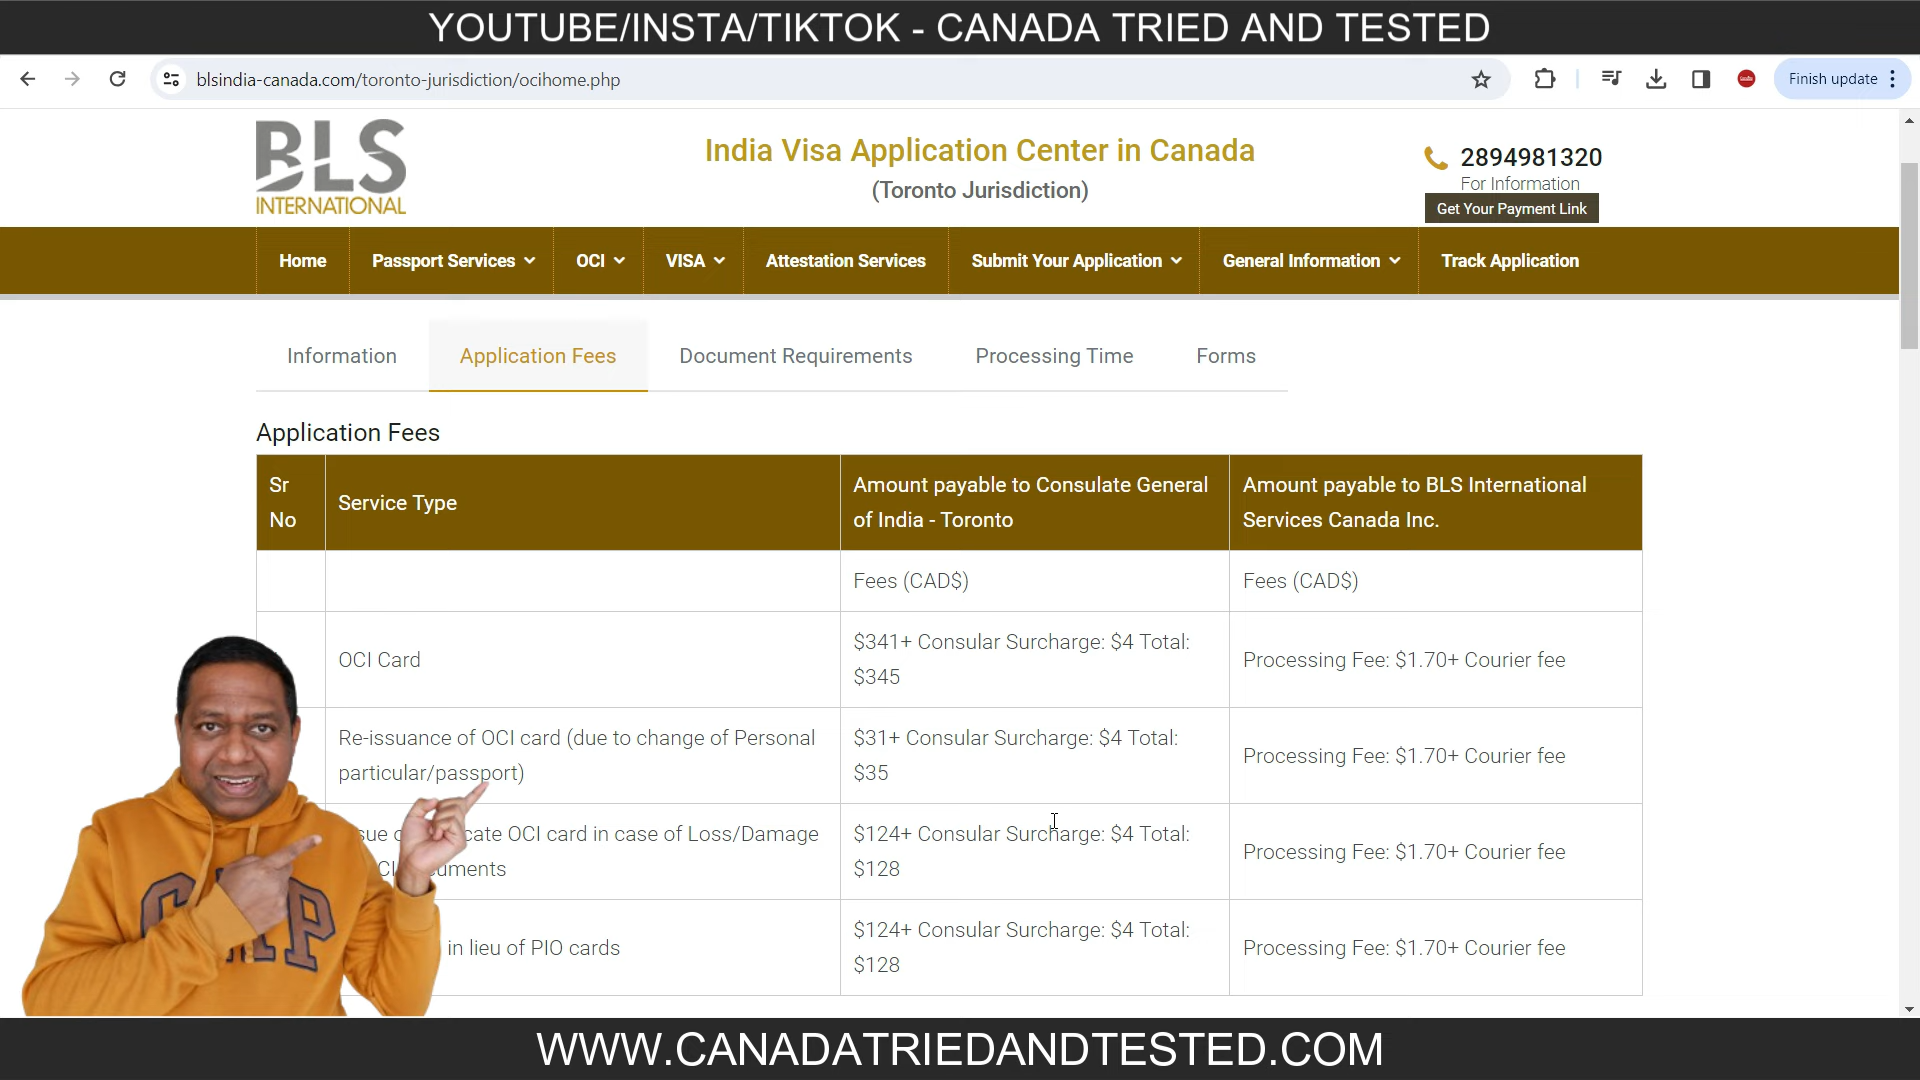 YOUTUBE/INSTA/TIKTOK - CANADA TRIED AND TESTED
blsindia-canada.com/toronto-jurisdiction/ocihome.php
Finish update
BLS
INTERNATIONAL
India Visa Application Center in Canada
(Toronto Jurisdiction)
2894981320
For Information
Get Your Payment Link
Home
Passport Services
OCI
VISA
Attestation Services
Submit Your Application
General Information
Track Application
Information
Application Fees
Document Requirements
Processing Time
Forms
Application Fees
Sr
No
Service Type
Amount payable to Consulate General
of India - Toronto
Amount payable to BLS International
Services Canada Inc.
Fees (CAD$)
Fees (CAD$)
OCI Card
$341+ Consular Surcharge: $4 Total:
$345
Processing Fee: $1.70+ Courier fee
Re-issuance of OCI card (due to change of Personal
particular/passport)
$31+ Consular Surcharge: $4 Total:
$35
Processing Fee: $1.70+ Courier fee
OCI card in case of Loss/Damage
$124+ Consular Surcharge: $4 Total:
$128
Processing Fee: $1.70+ Courier fee
in lieu of PIO cards
$124+ Consular Surcharge: $4 Total:
$128
Processing Fee: $1.70+ Courier fee
WWW.CANADATRIEDANDTESTED.COM